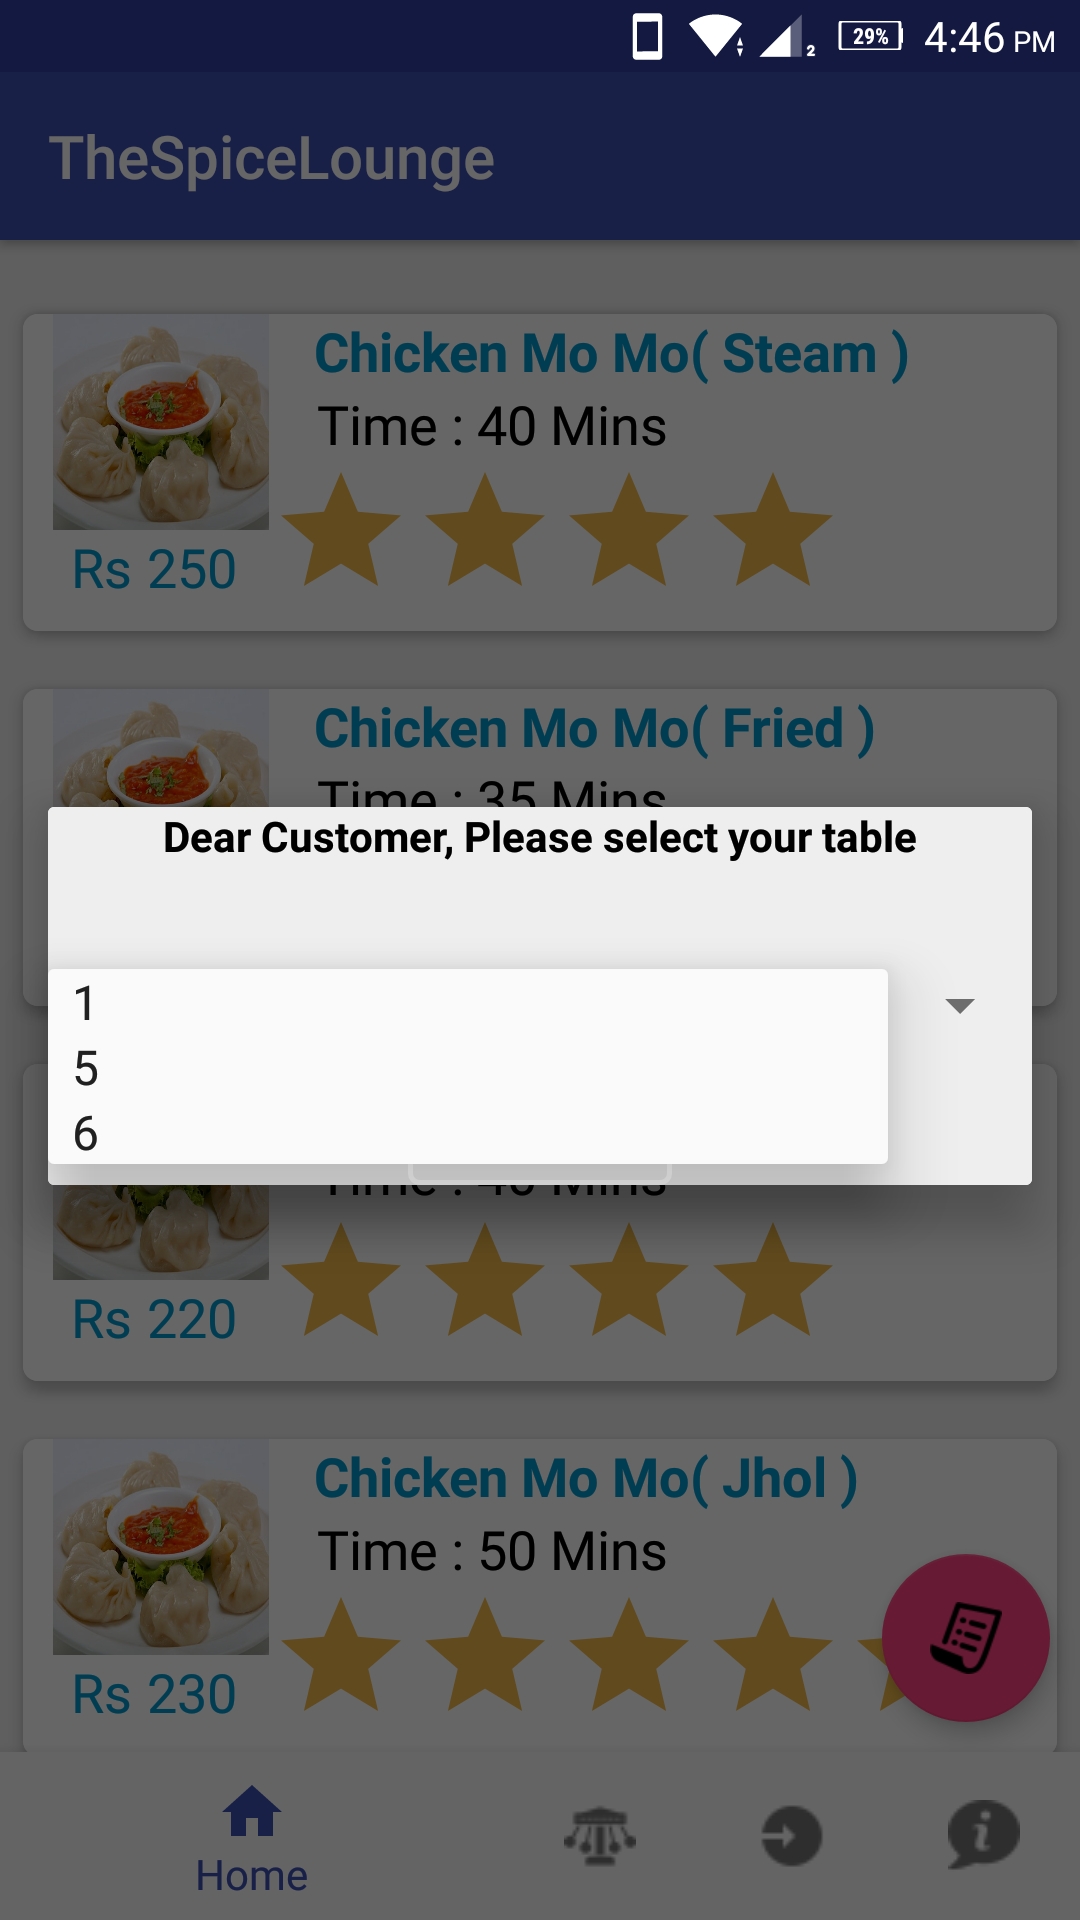 29%
2
4:46 PM
TheSpiceLounge
Chicken Mo Mo( Steam )
Time : 40 Mins
Rs 250
Chicken Mo Mo( Fried )
Time : 35 Mins
Dear Customer, Please select your table
1
5
6
Time : 40 Mins
Rs 220
Chicken Mo Mo( Jhol )
Time : 50 Mins
Rs 230
Home